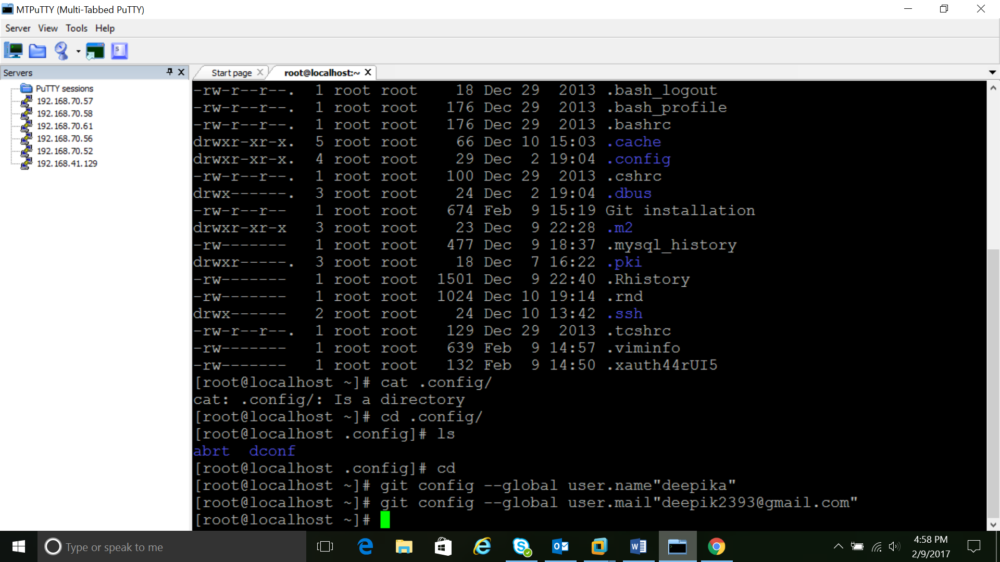 MTPuTTY (Multi-Tabbed PuTTY)
Server View Tools Help
Servers
PuTTY sessions
192.168.70.57
192.168.70.58
192.168.70.61
192.168.70.56
192.168.70.52
192.168.41.129
Start page root@localhost:~
-rw-r--r--. 1 root root 18 Dec 29 2013 .bash_logout
-rw-r--r--. 1 root root 176 Dec 29 2013 .bash_profile
-rw-r--r--. 1 root root 176 Dec 29 2013 .bashrc
drwxr-xr-x. 5 root root 66 Dec 10 15:03 .cache
drwxr-xr-x. 4 root root 29 Dec 2 19:04 .config
-rw-r--r--. 1 root root 100 Dec 29 2013 .cshrc
drwx------. 3 root root 24 Dec 2 19:04 .dbus
-rw-r--r-- 1 root root 674 Feb 9 15:19 Git installation
drwxr-xr-x 3 root root 23 Dec 9 22:28 .m2
-rw------- 1 root root 477 Dec 9 18:37 .mysql_history
drwxr-----. 3 root root 18 Dec 7 16:22 .pki
-rw------- 1 root root 1501 Dec 9 22:40 .Rhistory
-rw------- 1 root root 1024 Dec 10 19:14 .rnd
drwx------ 2 root root 24 Dec 10 13:42 .ssh
-rw-r--r--. 1 root root 129 Dec 29 2013 .tcshrc
-rw------- 1 root root 639 Feb 9 14:57 .viminfo
-rw------- 1 root root 132 Feb 9 14:50 .xauth44rUI5
[root@localhost ~]# cat .config/
cat: .config/: Is a directory
[root@localhost ~]# cd .config/
[root@localhost .config]# ls
abrt dconf
[root@localhost .config]# cd
[root@localhost ~]# git config --global user.name"deepika"
[root@localhost ~]# git config --global user.mail"deepik2393@gmail.com"
[root@localhost ~]#
Type or speak to me
4:58 PM
2/9/2017